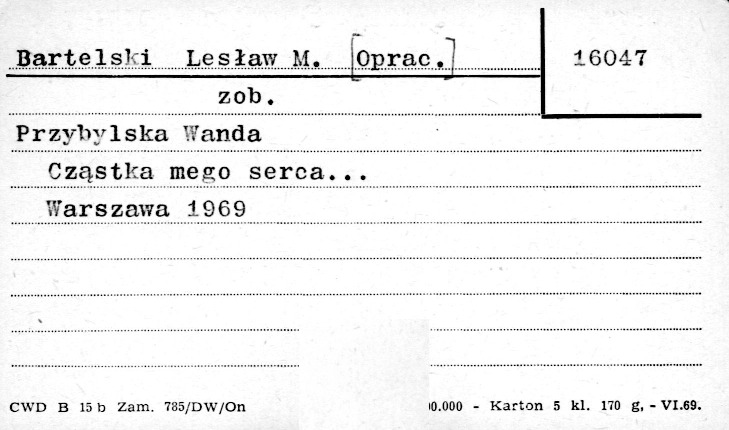 Bartelski Lesław M. [Oprac.]
16047
zob.
Przybylska Wanda
Cząstka mego serca...
Warszawa 1969
CWD B 15 b Zam. 785/DW/On 00.000 - Karton 5 kl. 170 g. - VI.69.